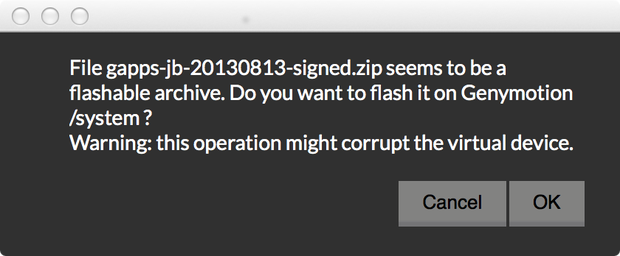 File gapps-jb-20130813-signed.zip seems to be a
flashable archive. Do you want to flash it on Genymotion
/system ?
Warning: this operation might corrupt the virtual device.
Cancel OK